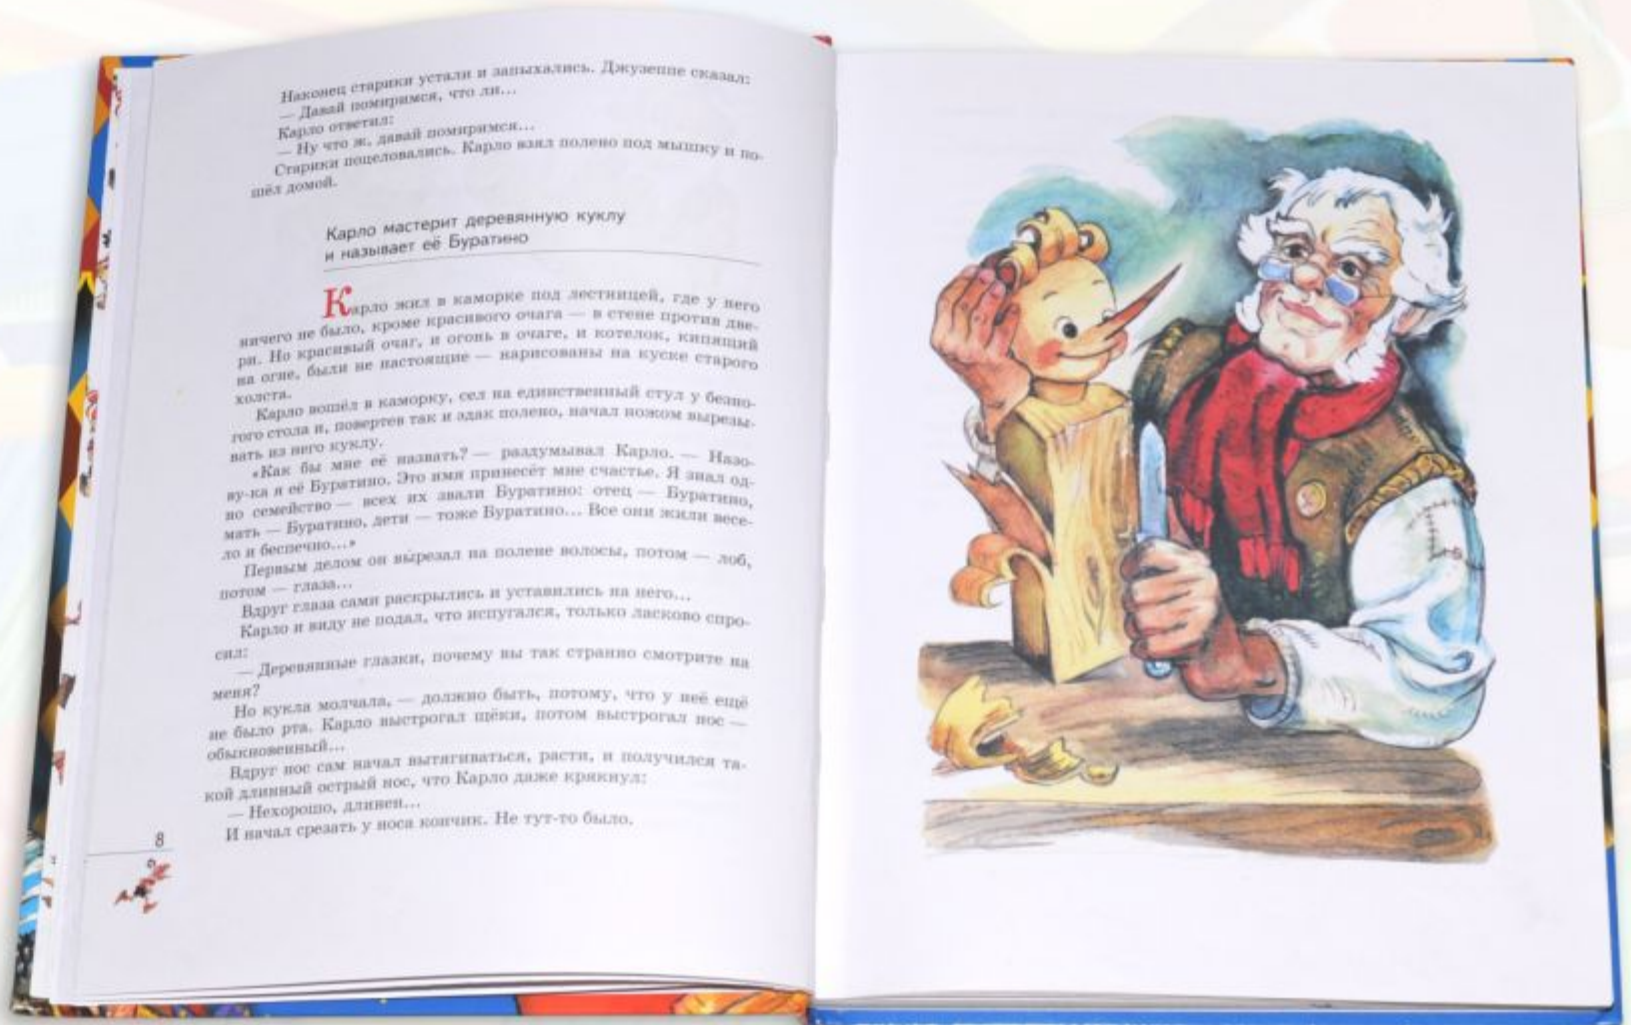 Наконец старики устали и запыхались. Джузеппе сказал:
— Давай помиримся, что ли...
Карло ответил:
— Ну что ж, давай помиримся...
Старики поцеловались. Карло взял полено под мышку и по-
шёл домой.
Карло мастерит деревянную куклу
и называет её Буратино
Карло жил в каморке под лестницей, где у него
ничего не было, кроме красивого очага — в стене против две-
ри. Но красивый очаг, и огонь в очаге, и котелок, кипящий
на огне, были не настоящие — нарисованы на куске старого
холста.
Карло вошёл в каморку, сел на единственный стул у безно-
гого стола и, повертев так и эдак полено, начал ножом вырезы-
вать из него куклу.
«Как бы мне её назвать? — раздумывал Карло. — Назо-
ву-ка я её Буратино. Это имя принесёт мне счастье. Я знал од-
но семейство — всех их звали Буратино: отец — Буратино,
мать — Буратино, дети — тоже Буратино... Все они жили весе-
ло и беспечно...»
Первым делом он вырезал на полене волосы, потом — лоб,
потом — глаза...
Вдруг глаза сами раскрылись и уставились на него...
Карло и виду не подал, что испугался, только ласково спро-
сил:
— Деревянные глазки, почему вы так странно смотрите на
меня?
Но кукла молчала, — должно быть, потому, что у неё ещё
не было рта. Карло выстрогал щёки, потом выстрогал нос —
обыкновенный...
Вдруг нос сам начал вытягиваться, расти, и получился та-
кой длинный острый нос, что Карло даже крякнул:
— Нехорошо, длинен...
И начал срезать у носа кончик. Не тут-то было.
8